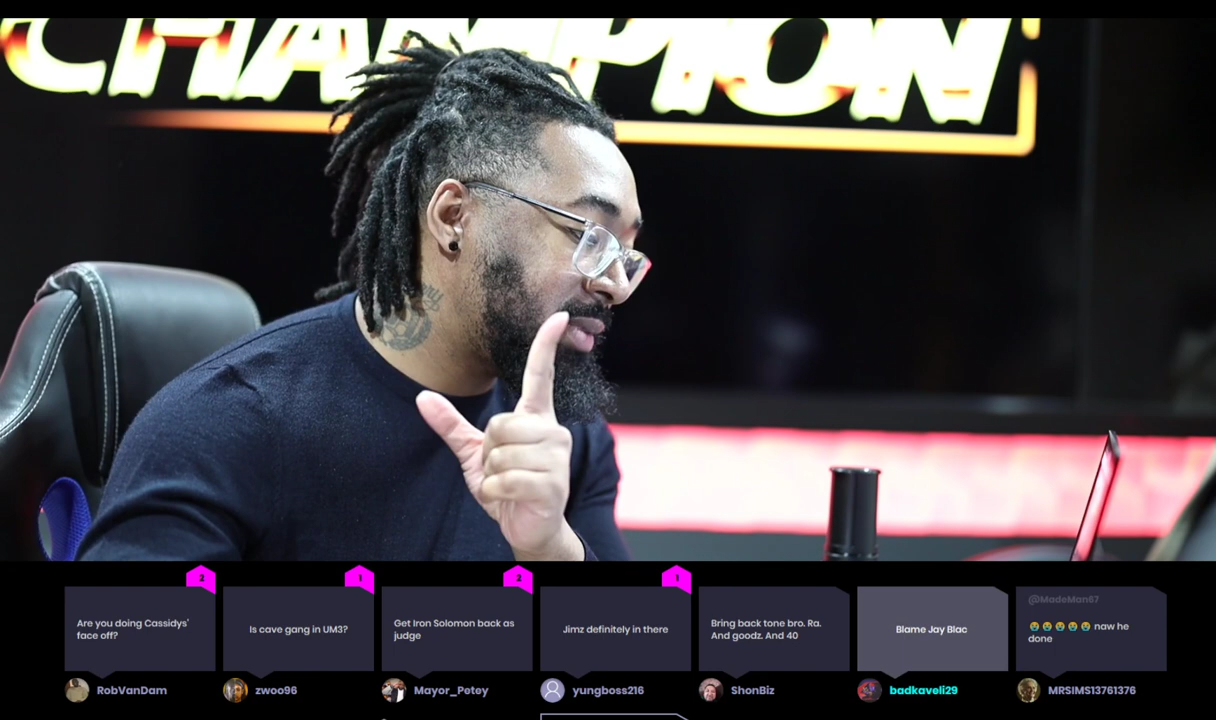 CHAMPION
2
1
2
1
Are you doing Cassidys'
face off?
Is cave gang in UM3?
Get Iron Solomon back as
judge
Jimz definitely in there
Bring back tone bro. Ra.
And goodz. And 40
Blame Jay Blac
@MadeMan67
😭 😭 😭 😭 😭 naw he
done
RobVanDam
zwoo96
Mayor_Petey
yungboss216
ShonBiz
badkaveli29
MRSIMS13761376